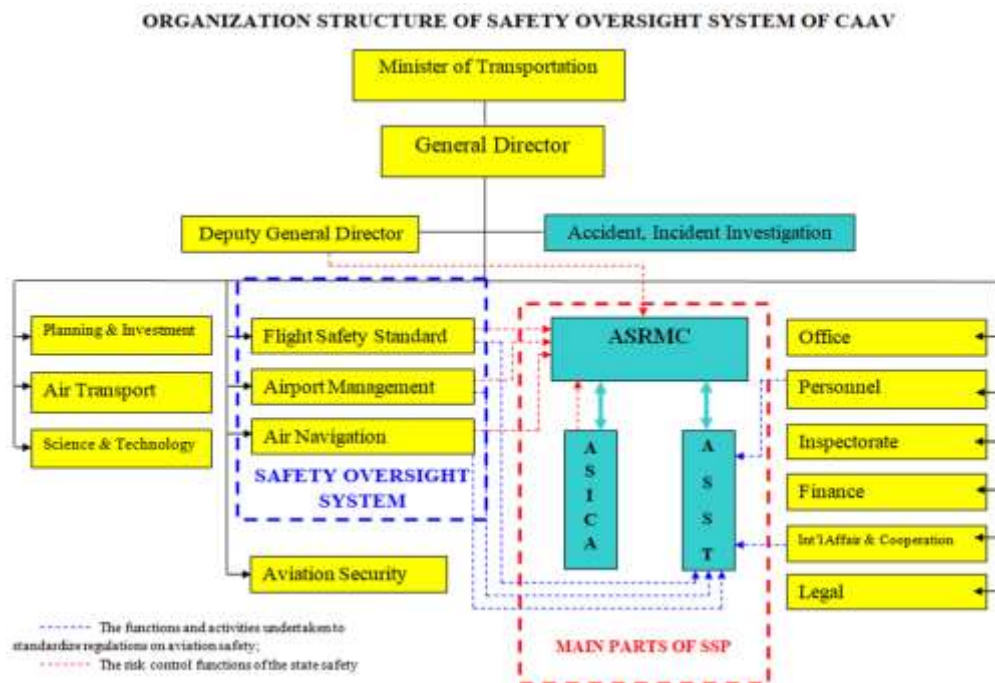 ORGANIZATION STRUCTURE OF SAFETY OVERSIGHT SYSTEM OF CAAV
Minister of Transportation
General Director
Deputy General Director
Accident, Incident Investigation
Planning & Investment
Air Transport
Science & Technology
Flight Safety Standard
Airport Management
Air Navigation
SAFETY OVERSIGHT
SYSTEM
Aviation Security
ASRMC
A
S
I
C
A
A
S
S
T
MAIN PARTS OF SSP
Office
Personnel
Inspectorate
Finance
Int'l Affair & Cooperation
Legal
The functions and activities undertaken to
standardize regulations on aviation safety;
The risk control functions of the state safety